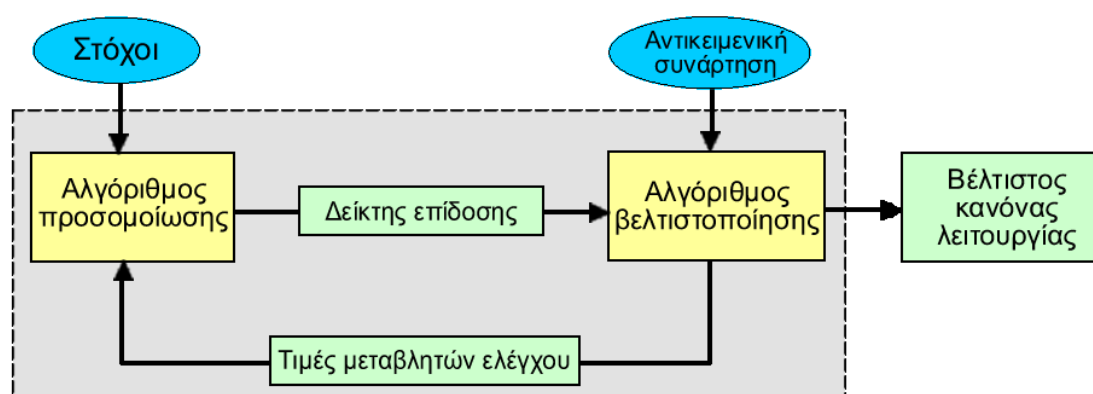 Στόχοι
Αντικειμενική
συνάρτηση
Αλγόριθμος
προσομοίωσης
Δείκτης επίδοσης
Αλγόριθμος
βελτιστοποίησης
Βέλτιστος
κανόνας
λειτουργίας
Τιμές μεταβλητών ελέγχου